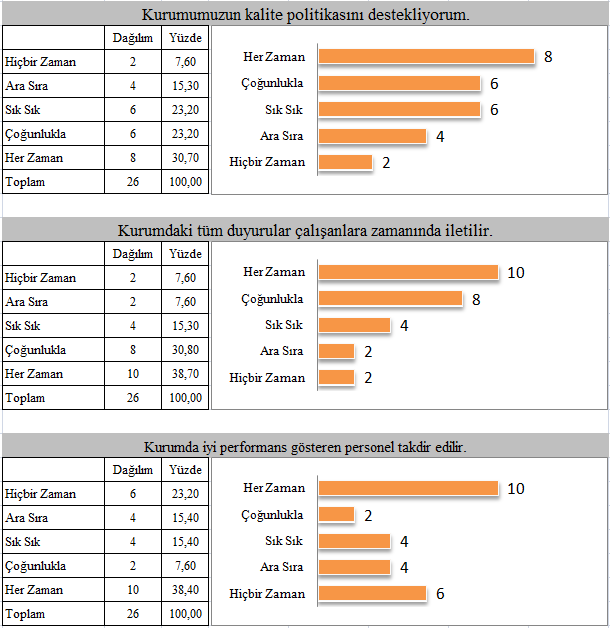 Kurumumuzun kalite politikasını destekliyorum.
Dağılım Yüzde
Hiçbir Zaman 2 7,60
Ara Sıra 4 15,30
Sık Sık 6 23,20
Çoğunlukla 6 23,20
Her Zaman 8 30,70
Toplam 26 100,00
Her Zaman 8
Çoğunlukla 6
Sık Sık 6
Ara Sıra 4
Hiçbir Zaman 2
Kurumdaki tüm duyurular çalışanlara zamanında iletilir.
Dağılım Yüzde
Hiçbir Zaman 2 7,60
Ara Sıra 2 7,60
Sık Sık 4 15,30
Çoğunlukla 8 30,80
Her Zaman 10 38,70
Toplam 26 100,00
Her Zaman 10
Çoğunlukla 8
Sık Sık 4
Ara Sıra 2
Hiçbir Zaman 2
Kurumda iyi performans gösteren personel takdir edilir.
Dağılım Yüzde
Hiçbir Zaman 6 23,20
Ara Sıra 4 15,40
Sık Sık 4 15,40
Çoğunlukla 2 7,60
Her Zaman 10 38,40
Toplam 26 100,00
Her Zaman 10
Çoğunlukla 2
Sık Sık 4
Ara Sıra 4
Hiçbir Zaman 6